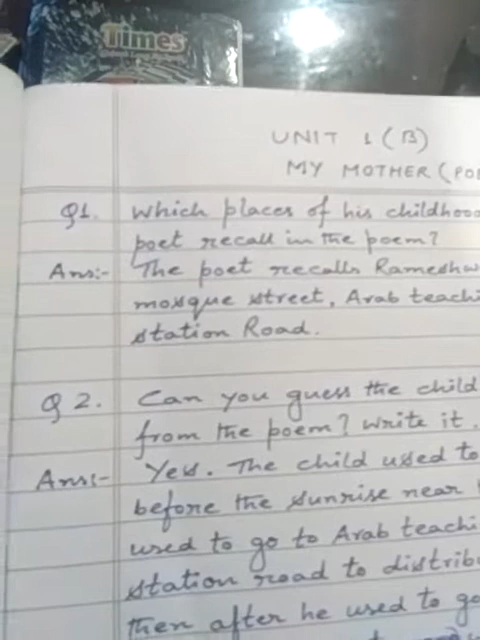 Times
UNIT 1 (B)
MY MOTHER (PO
Q1. Which places of his childhoo
poet recall in the poem?
Ans:- The poet recalls Rameshw
mosque street, Arab teachi
station Road.
Q 2. Can you guess the child
from the poem? Write it.
Ans:- Yes. The child used to
before the sunrise near
used to go to Arab teachi
station road to distribu
then after he used to go